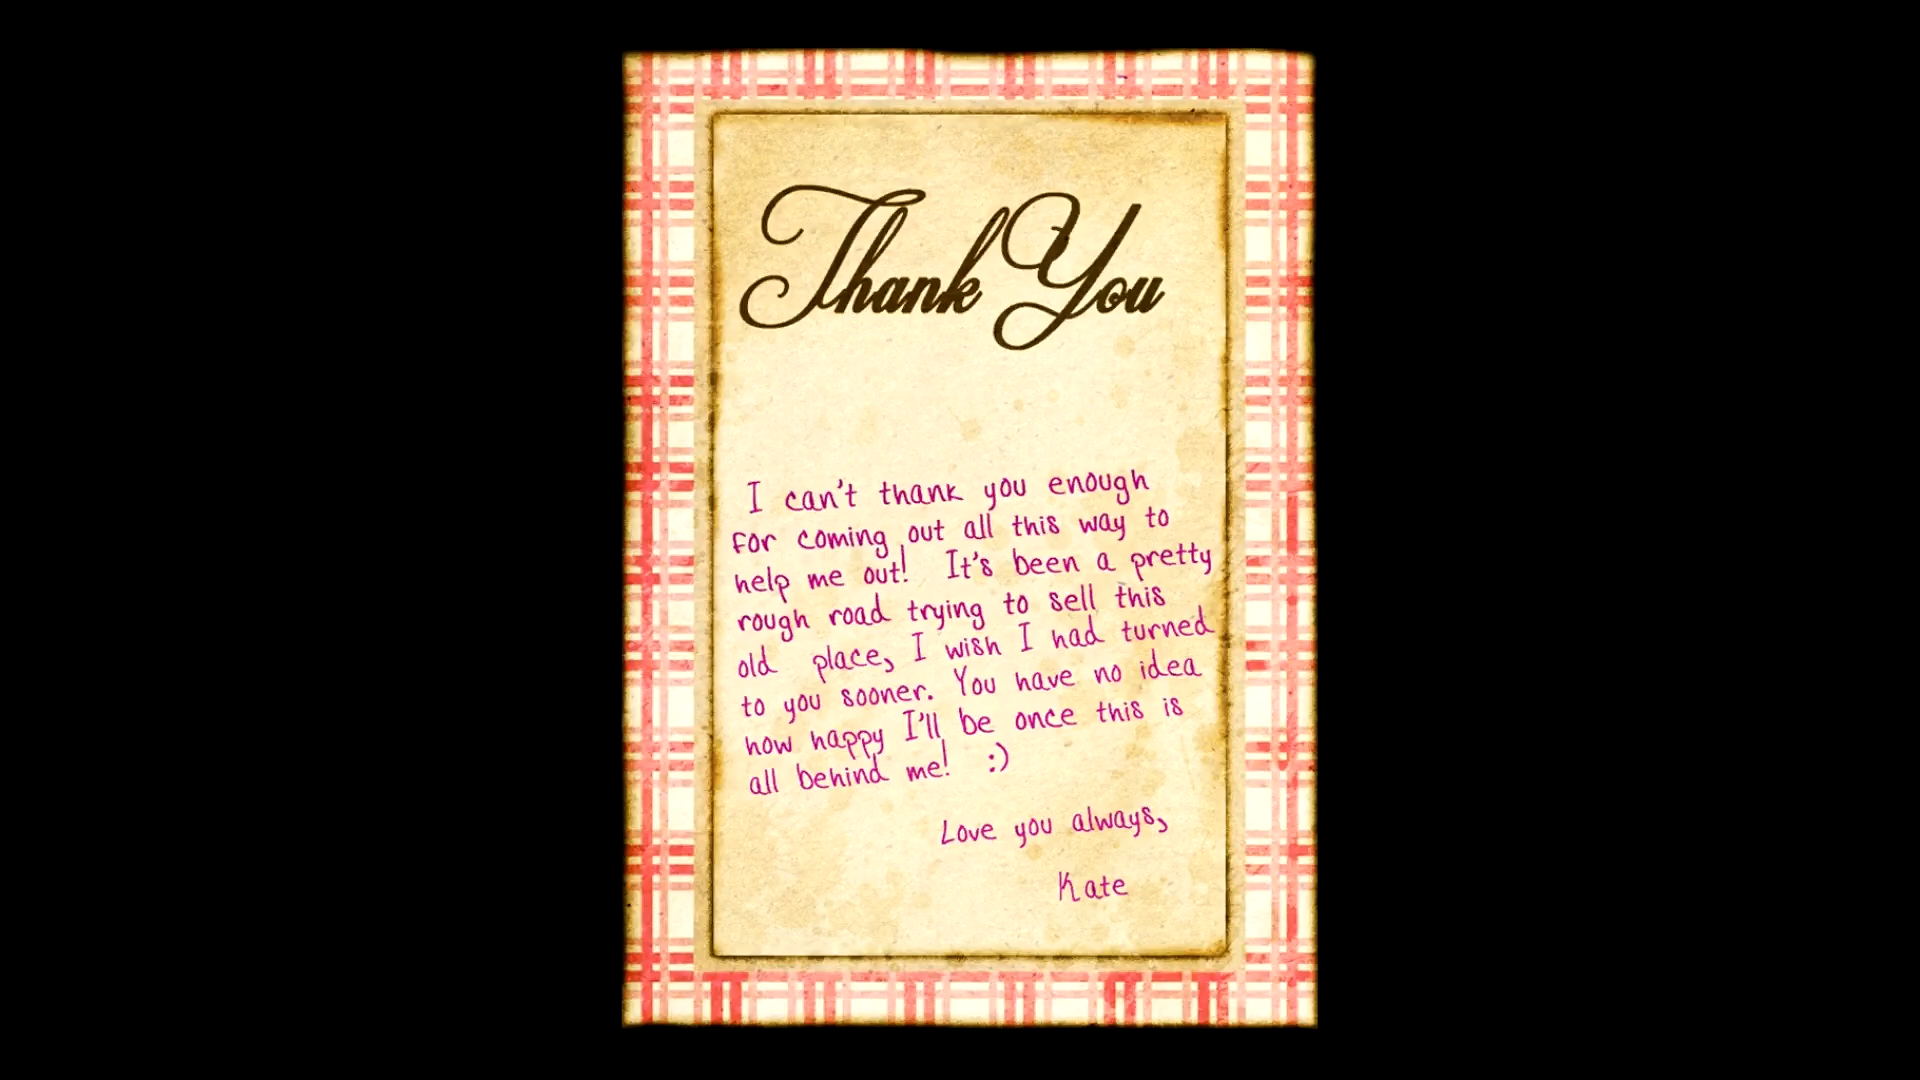 Thank You
I can't thank you enough
for coming out all this way to
help me out! It's been a pretty
rough road trying to sell this
old place, I wish I had turned
to you sooner. You have no idea
how happy I'll be once this is
all behind me! :)
Love you always,
Kate